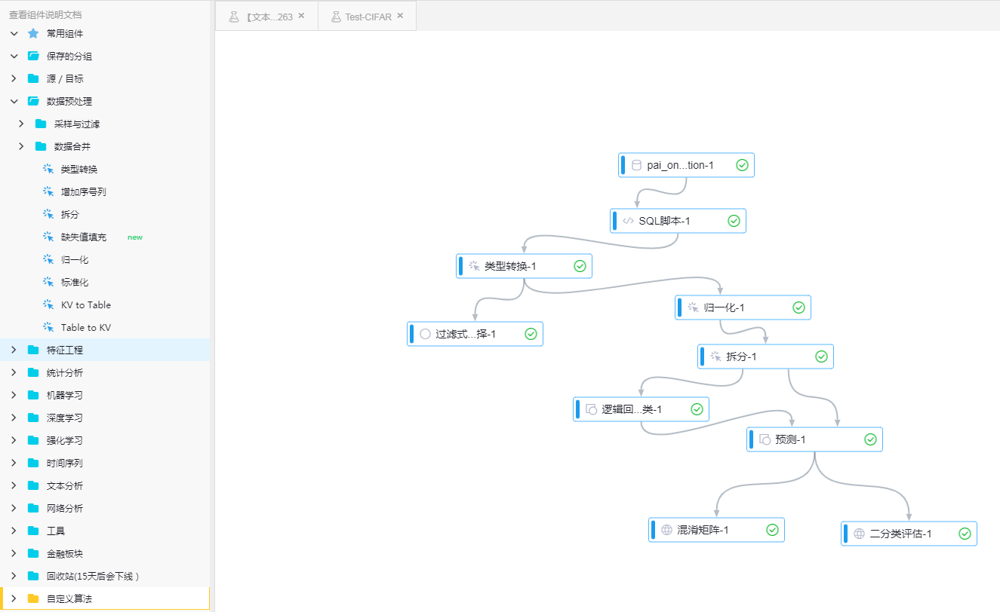 查看组件说明文档
常用组件
保存的分组
源 / 目标
数据预处理
采样与过滤
数据合并
类型转换
增加序号列
拆分
缺失值填充 new
归一化
标准化
KV to Table
Table to KV
特征工程
统计分析
机器学习
深度学习
强化学习
时间序列
文本分析
网络分析
工具
金融板块
回收站(15天后会下线 )
自定义算法
【文本...263 ×
Test-CIFAR ×
pai_on...tion-1
SQL脚本-1
类型转换-1
归一化-1
过滤式...择-1
拆分-1
逻辑回...类-1
预测-1
混淆矩阵-1
二分类评估-1